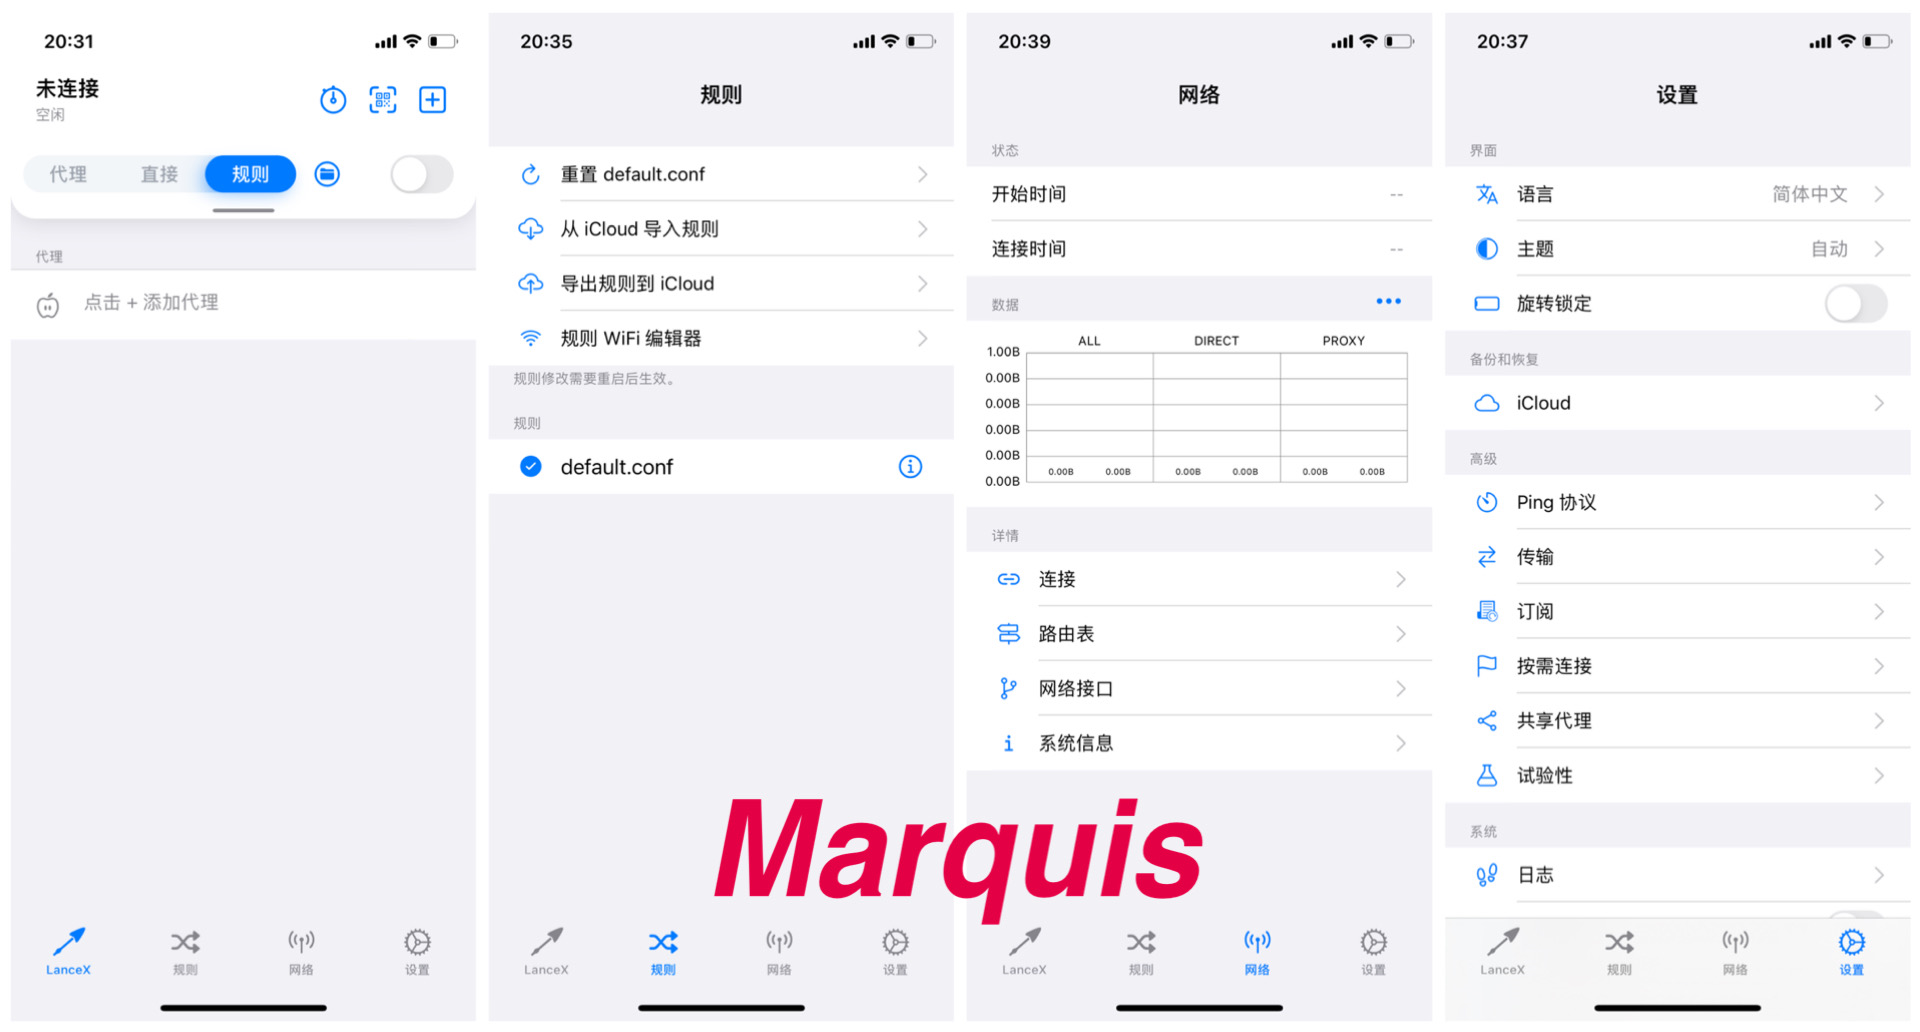 20:31
未连接
空闲
代理 直接 规则
代理
点击 + 添加代理
LanceX 规则 网络 设置
20:35
规则
重置 default.conf
从 iCloud 导入规则
导出规则到 iCloud
规则 WiFi 编辑器
规则修改需要重启后生效。
规则
default.conf
LanceX 规则 网络 设置
20:39
网络
状态
开始时间 --
连接时间 --
数据
ALL DIRECT PROXY
1.00B
0.00B
0.00B
0.00B
0.00B
0.00B
0.00B 0.00B 0.00B 0.00B 0.00B 0.00B
详情
连接
路由表
网络接口
系统信息
LanceX 规则 网络 设置
20:37
设置
界面
语言 简体中文
主题 自动
旋转锁定
备份和恢复
iCloud
高级
Ping 协议
传输
订阅
按需连接
共享代理
试验性
系统
日志
LanceX 规则 网络 设置
Marquis